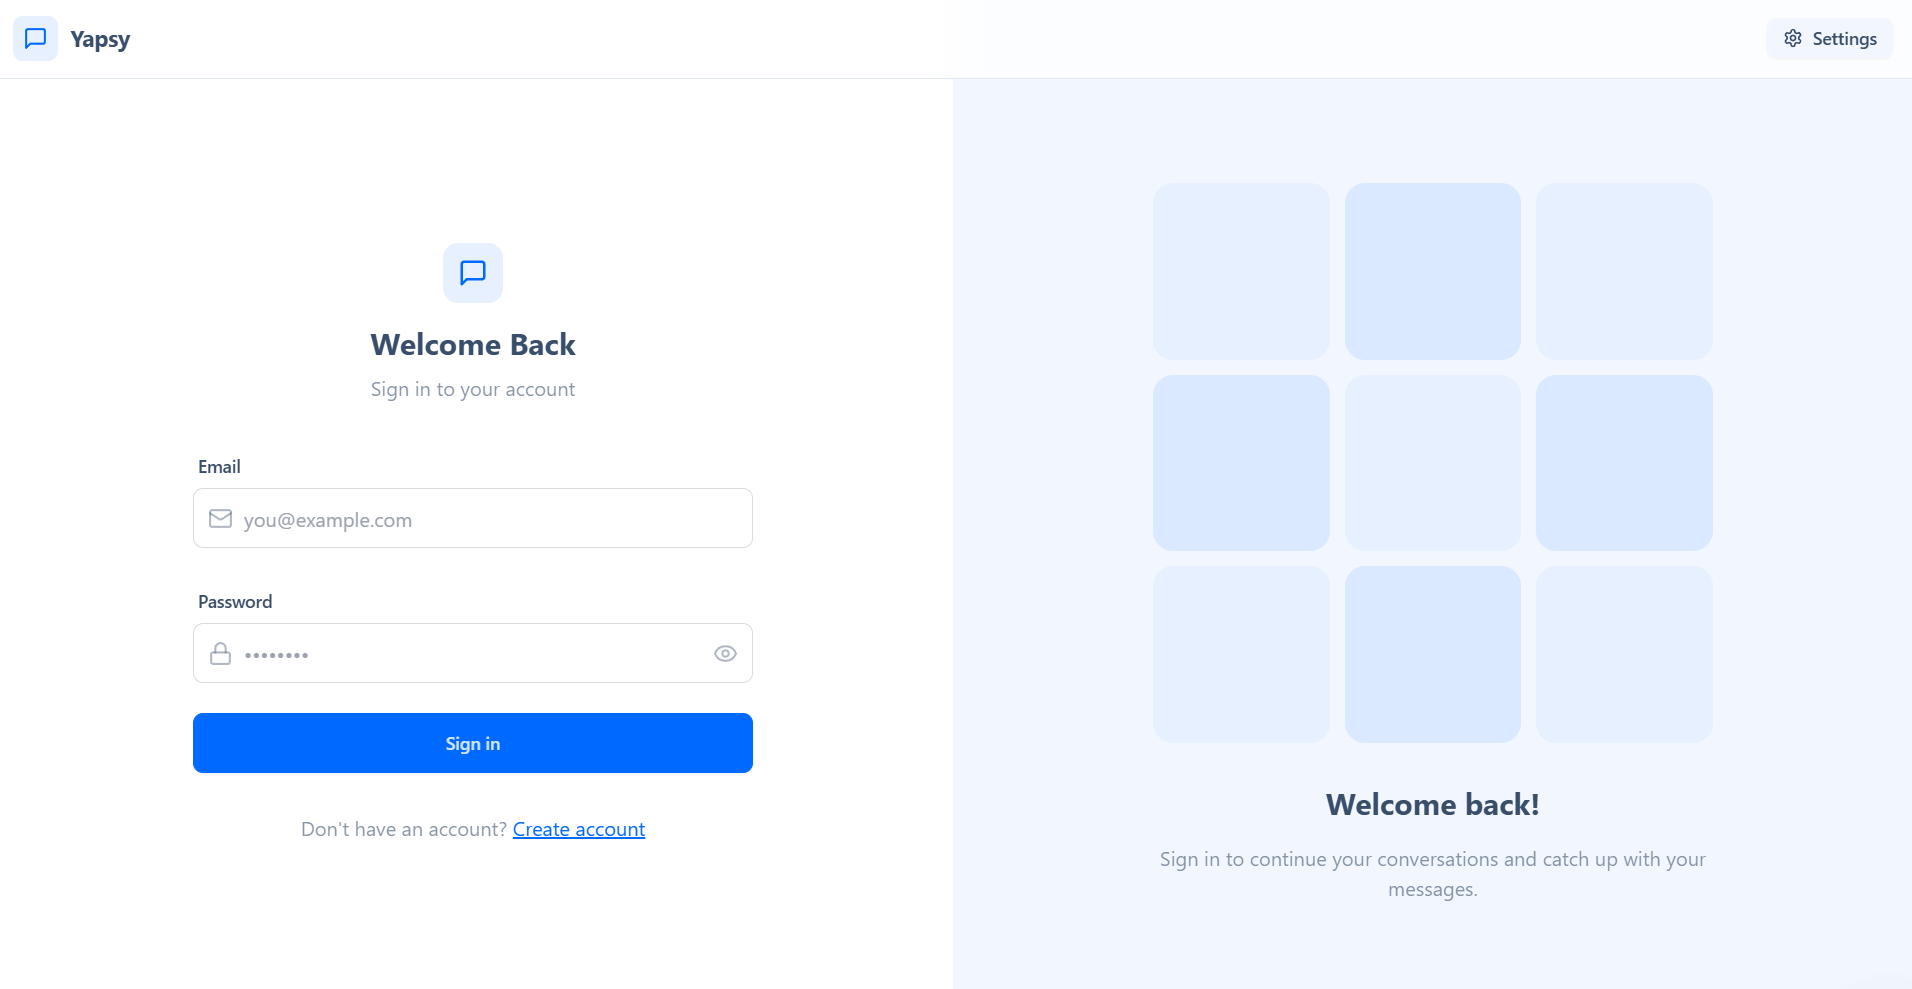 Yapsy
Settings
Welcome Back
Sign in to your account
Email
you@example.com
Password
••••••••
Sign in
Don't have an account? Create account
Welcome back!
Sign in to continue your conversations and catch up with your
messages.